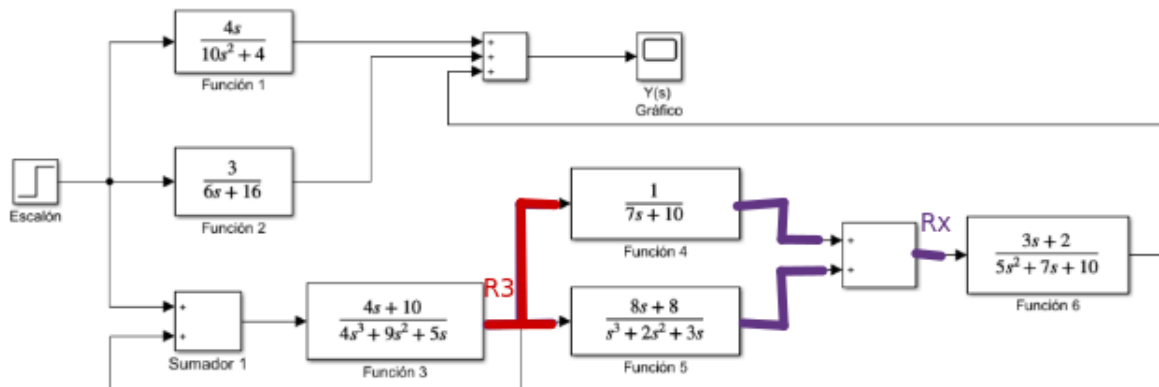 4s
10s² + 4
Función 1
+
+
+
Y(s)
Gráfico
3
6s + 16
Función 2
Escalón
1
7s + 10
Función 4
Rx
+
+
3s + 2
5s² + 7s + 10
Función 6
+
+
Sumador 1
4s + 10
4s³ + 9s² + 5s
Función 3
R3
8s + 8
s³ + 2s² + 3s
Función 5